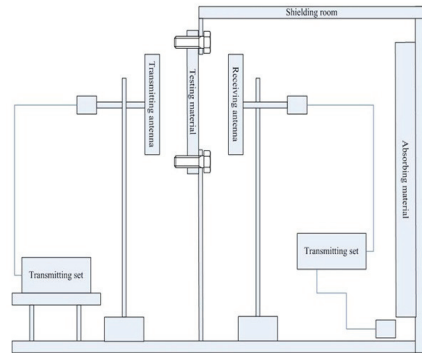 Shielding room
Transmitting antenna
Testing material
Receiving antenna
Absorbing material
Transmitting set
Transmitting set